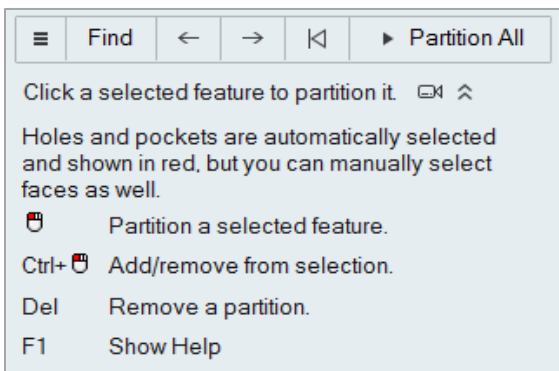 Find Partition All
Click a selected feature to partition it.
Holes and pockets are automatically selected
and shown in red, but you can manually select
faces as well.
Partition a selected feature.
Ctrl+ Add/remove from selection.
Del Remove a partition.
F1 Show Help